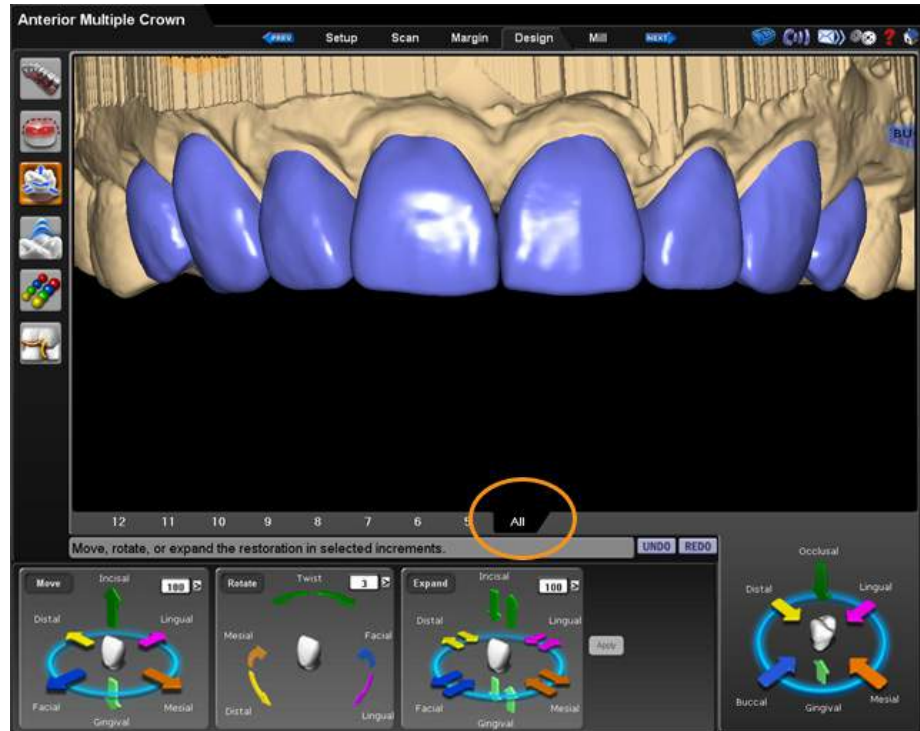 Anterior Multiple Crown
PREV Setup Scan Margin Design Mill NEXT
?
BU
12 11 10 9 8 7 6 5 All
Move, rotate, or expand the restoration in selected increments.
UNDO REDO
Move Incisal 100
Distal Lingual
Facial Mesial
Gingival
Rotate Twist 3
Mesial Facial
Distal Lingual
Expand Incisal 100
Distal Lingual
Facial Mesial
Gingival
Apply
Occlusal
Distal Lingual
Buccal Mesial
Gingival